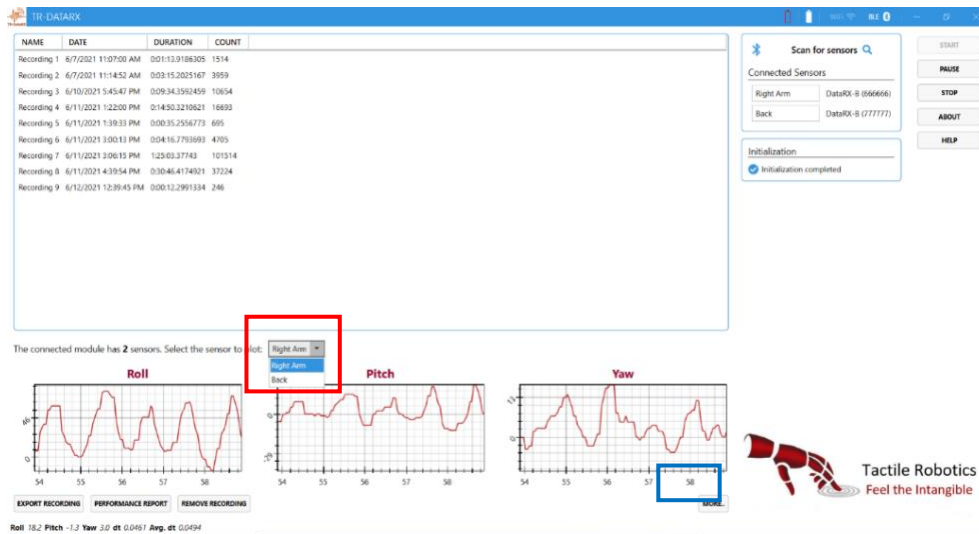 TR-DATARX WiFi BLE
NAME DATE DURATION COUNT
Recording 1 6/7/2021 11:07:00 AM 0:01:13.9186305 1514
Recording 2 6/7/2021 11:14:52 AM 0:03:15.2025167 3959
Recording 3 6/10/2021 5:45:47 PM 0:09:34.3592459 10654
Recording 4 6/11/2021 1:22:00 PM 0:14:50.3210621 16693
Recording 5 6/11/2021 1:39:33 PM 0:00:35.2556773 695
Recording 6 6/11/2021 3:00:13 PM 0:04:16.7793693 4705
Recording 7 6/11/2021 3:06:15 PM 1:25:03.37743 101514
Recording 8 6/11/2021 4:39:54 PM 0:30:46.4174921 37224
Recording 9 6/12/2021 12:39:45 PM 0:00:12.2991334 246
Scan for sensors
Connected Sensors
Right Arm DataRX-B (666666)
Back DataRX-B (777777)
Initialization
Initialization completed
START
PAUSE
STOP
ABOUT
HELP
The connected module has 2 sensors. Select the sensor to plot: Right Arm
Right Arm
Back
Roll Pitch Yaw
0
54 55 56 57 58
0
54 55 56 57 58
0
54 55 56 57 58
EXPORT RECORDING PERFORMANCE REPORT REMOVE RECORDING MORE..
Tactile Robotics
Feel the Intangible
Roll 18.2 Pitch -1.3 Yaw 3.0 dt 0.0461 Avg. dt 0.0494